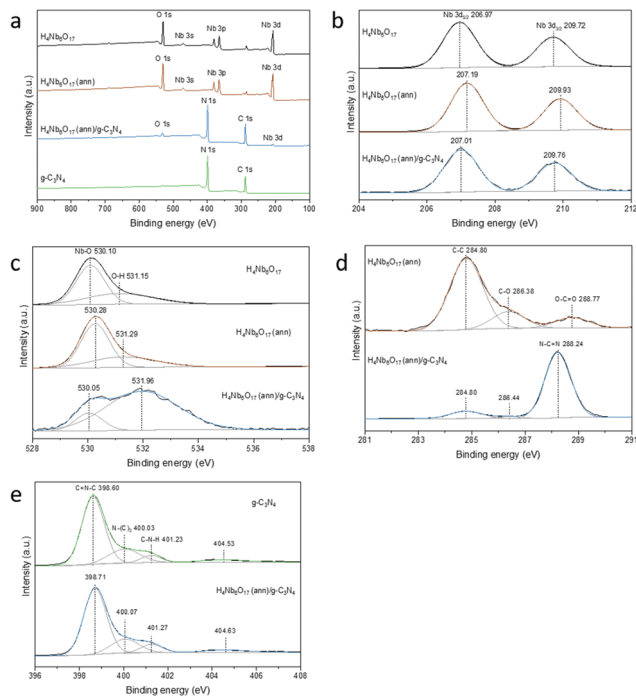 a
O 1s
Nb 3s
Nb 3p
Nb 3d
H₄Nb₆O₁₇
O 1s
Nb 3s
Nb 3p
Nb 3d
H₄Nb₆O₁₇(ann)
N 1s
O 1s
C 1s
Nb 3d
H₄Nb₆O₁₇(ann)/g-C₃N₄
N 1s
C 1s
g-C₃N₄
Intensity (a.u.)
900 800 700 600 500 400 300 200 100
Binding energy (eV)
b
Nb 3d₅/₂ 206.97
Nb 3d₃/₂ 209.72
H₄Nb₆O₁₇
207.19
209.93
H₄Nb₆O₁₇(ann)
207.01
209.76
H₄Nb₆O₁₇(ann)/g-C₃N₄
Intensity (a.u.)
204 206 208 210 212
Binding energy (eV)
c
Nb-O 530.10
O-H 531.15
H₄Nb₆O₁₇
530.28
531.29
H₄Nb₆O₁₇(ann)
530.05
531.96
H₄Nb₆O₁₇(ann)/g-C₃N₄
Intensity (a.u.)
528 530 532 534 536 538
Binding energy (eV)
d
C-C 284.80
H₄Nb₆O₁₇(ann)
C-O 286.38
O-C=O 288.77
H₄Nb₆O₁₇(ann)/g-C₃N₄
N-C=N 288.24
284.80
286.44
Intensity (a.u.)
281 283 285 287 289 291
Binding energy (eV)
e
C=N-C 398.60
g-C₃N₄
N-(C)₃ 400.03
C-N-H 401.23
404.53
398.71
H₄Nb₆O₁₇(ann)/g-C₃N₄
400.07
401.27
404.63
Intensity (a.u.)
396 398 400 402 404 406 408
Binding energy (eV)